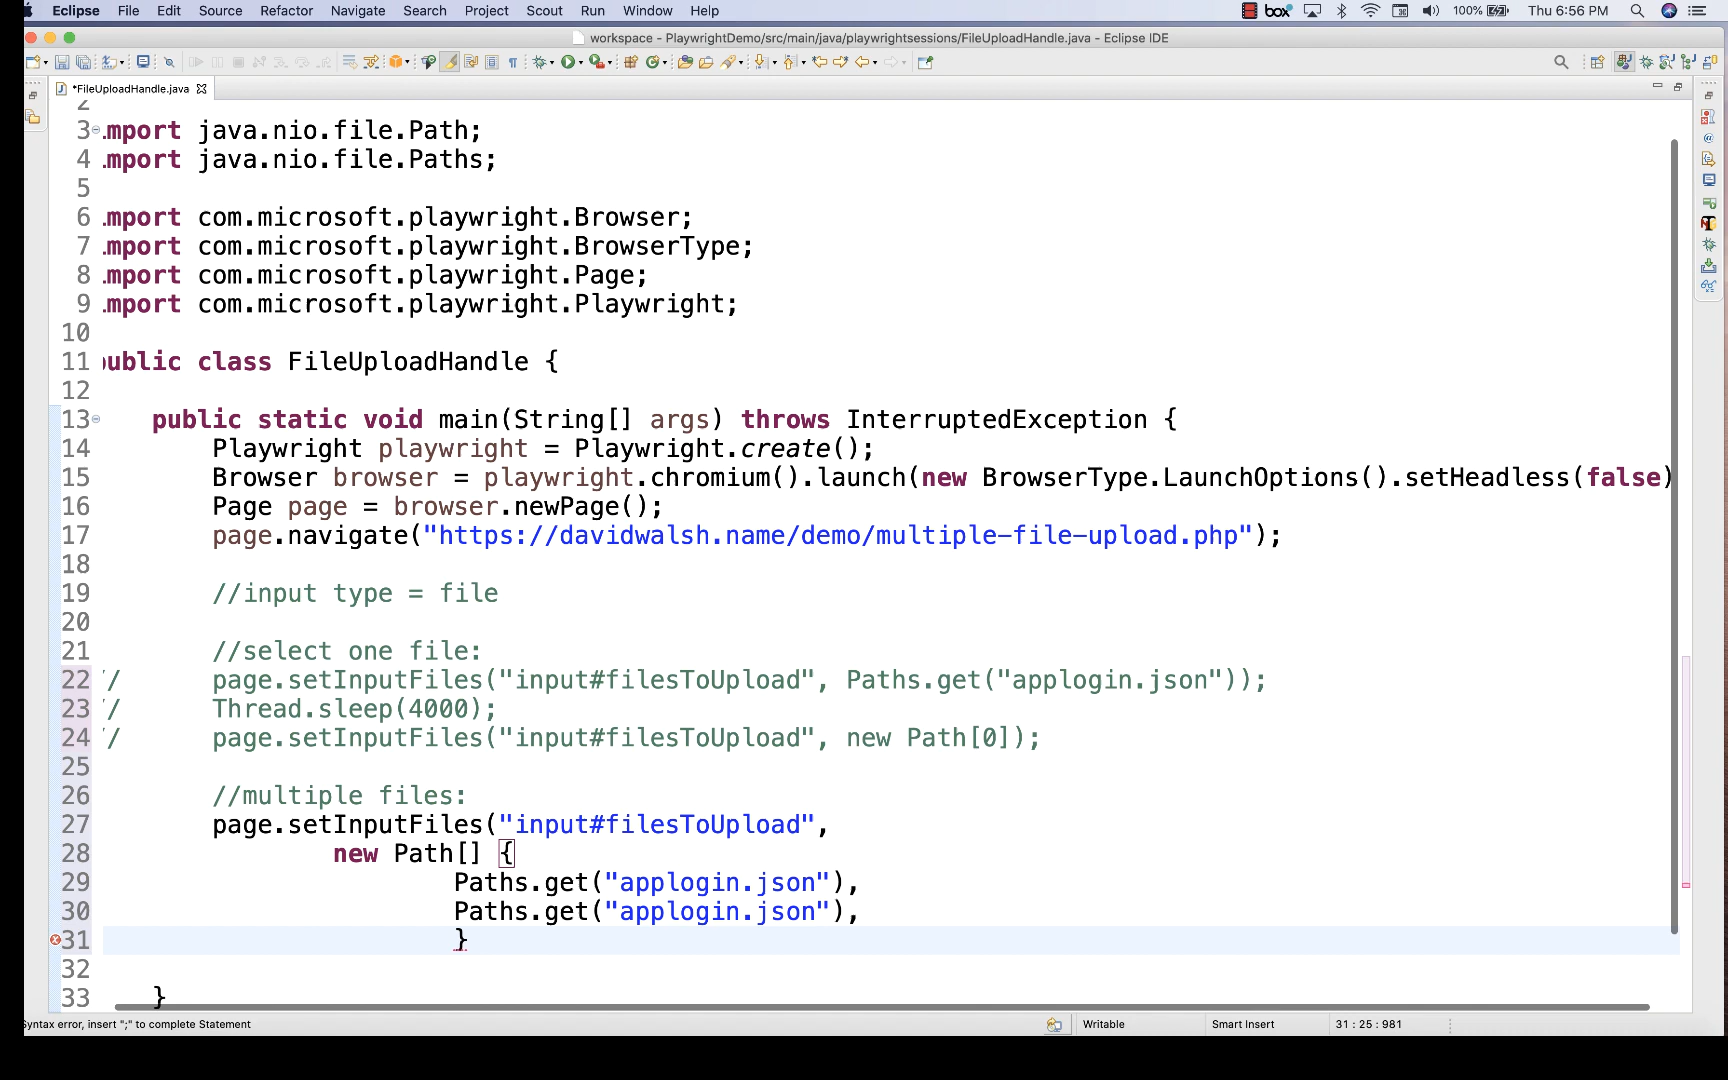 Eclipse File Edit Source Refactor Navigate Search Project Scout Run Window Help box 100% Thu 6:56 PM
workspace - PlaywrightDemo/src/main/java/playwrightsessions/FileUploadHandle.java - Eclipse IDE
*FileUploadHandle.java
2
3 mport java.nio.file.Path;
4 mport java.nio.file.Paths;
5
6 mport com.microsoft.playwright.Browser;
7 mport com.microsoft.playwright.BrowserType;
8 mport com.microsoft.playwright.Page;
9 mport com.microsoft.playwright.Playwright;
10
11 public class FileUploadHandle {
12
13 public static void main(String[] args) throws InterruptedException {
14 Playwright playwright = Playwright.create();
15 Browser browser = playwright.chromium().launch(new BrowserType.LaunchOptions().setHeadless(false)
16 Page page = browser.newPage();
17 page.navigate("https://davidwalsh.name/demo/multiple-file-upload.php");
18
19 //input type = file
20
21 //select one file:
22 // page.setInputFiles("input#filesToUpload", Paths.get("applogin.json"));
23 // Thread.sleep(4000);
24 // page.setInputFiles("input#filesToUpload", new Path[0]);
25
26 //multiple files:
27 page.setInputFiles("input#filesToUpload",
28 new Path[] {
29 Paths.get("applogin.json"),
30 Paths.get("applogin.json"),
31 }
32
33 }
Syntax error, insert ";" to complete Statement Writable Smart Insert 31 : 25 : 981